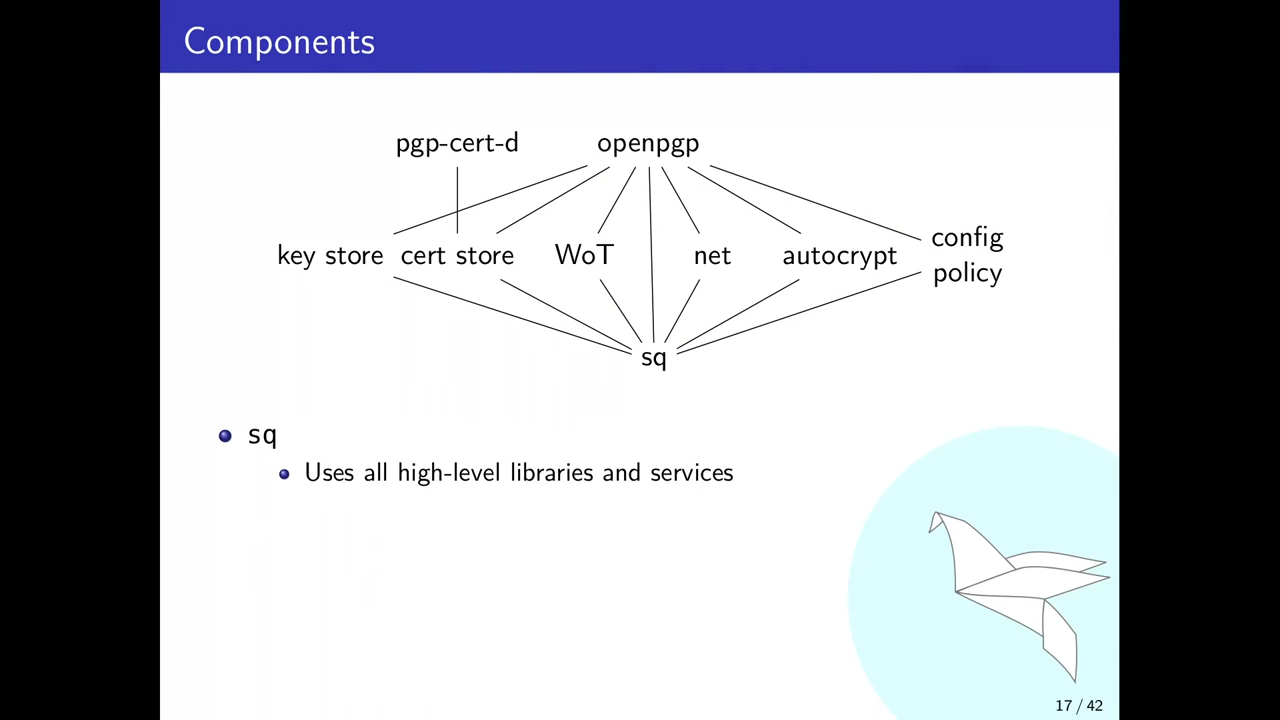 Components
pgp-cert-d openpgp
key store cert store WoT net autocrypt config policy
sq
sq
Uses all high-level libraries and services
17 / 42